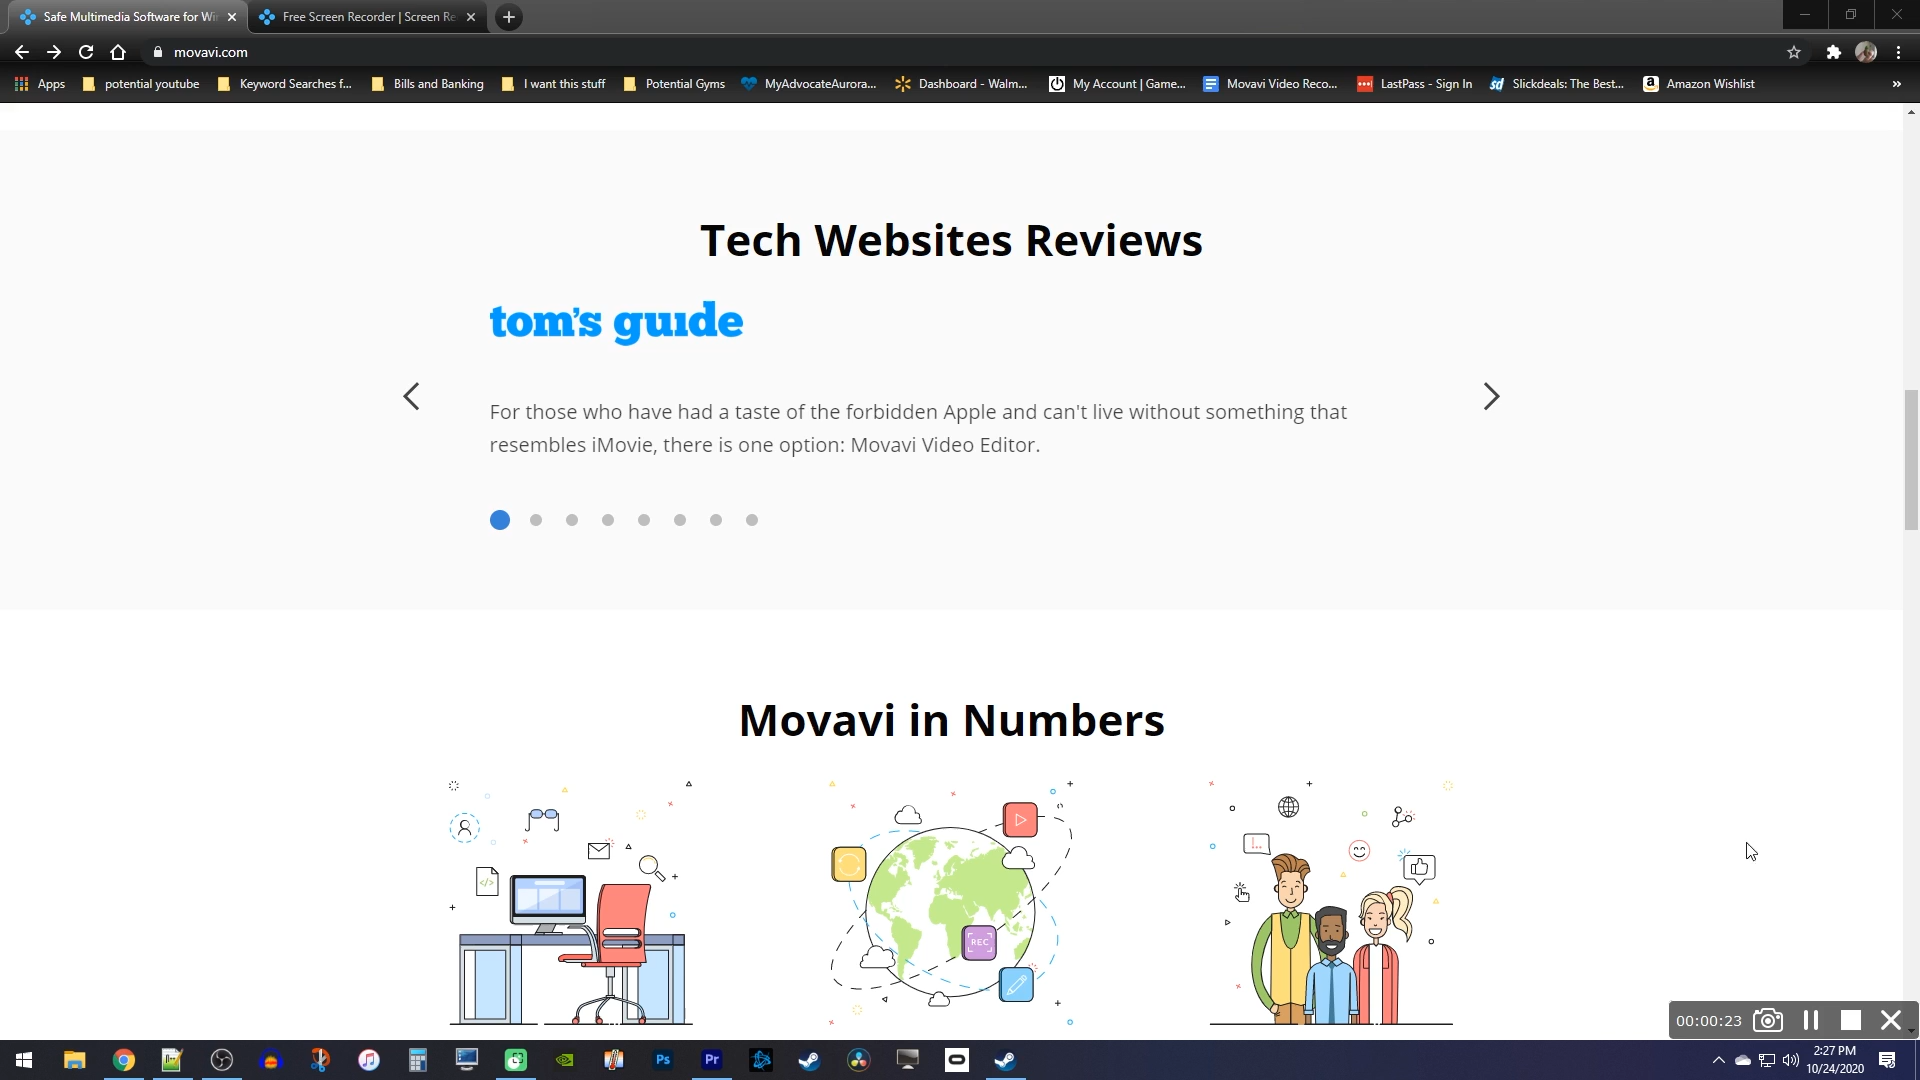 Safe Multimedia Software for Wi
Free Screen Recorder | Screen Re
movavi.com
Apps
potential youtube
Keyword Searches f...
Bills and Banking
I want this stuff
Potential Gyms
MyAdvocateAurora...
Dashboard - Walm...
My Account | Game...
Movavi Video Reco...
LastPass - Sign In
sd
Slickdeals: The Best...
a
Amazon Wishlist
»
Tech Websites Reviews
tom's guide
For those who have had a taste of the forbidden Apple and can't live without something that
resembles iMovie, there is one option: Movavi Video Editor.
Movavi in Numbers
</>
REC
00:00:23
Ps
Pr
2:27 PM
10/24/2020